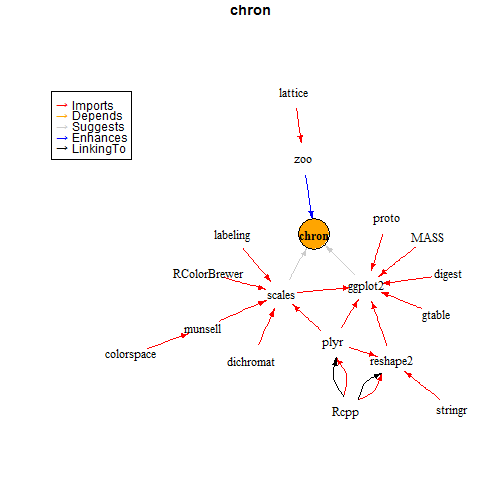 chron
lattice
Imports
Depends
Suggests
Enhances
LinkingTo
zoo
proto
chron
labeling
MASS
RColorBrewer
digest
scales
ggplot2
gtable
munsell
plyr
colorspace
dichromat
reshape2
Rcpp
stringr